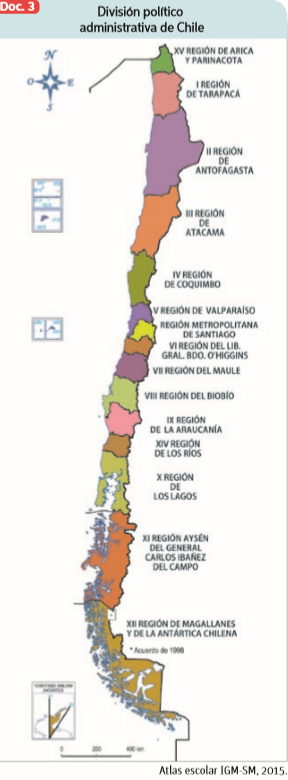 Doc. 3
División político
administrativa de Chile
N
O
E
S
XV REGIÓN DE ARICA
Y PARINACOTA
I REGIÓN
DE TARAPACÁ
II REGIÓN
DE
ANTOFAGASTA
III REGIÓN
DE
ATACAMA
IV REGIÓN
DE COQUIMBO
V REGIÓN DE VALPARAÍSO
REGIÓN METROPOLITANA
DE SANTIAGO
VI REGIÓN DEL LIB.
GRAL. BDO. O'HIGGINS
VII REGIÓN DEL MAULE
VIII REGIÓN DEL BIOBÍO
IX REGIÓN
DE LA ARAUCANÍA
XIV REGIÓN
DE LOS RÍOS
X REGIÓN
DE
LOS LAGOS
XI REGIÓN AYSÉN
DEL GENERAL
CARLOS IBAÑEZ
DEL CAMPO
XII REGIÓN DE MAGALLANES
Y DE LA ANTÁRTICA CHILENA
* Acuerdo de 1998
TERRITORIO CHILENO
ANTÁRTICO
0 200 400 km
Atlas escolar IGM-SM, 2015.